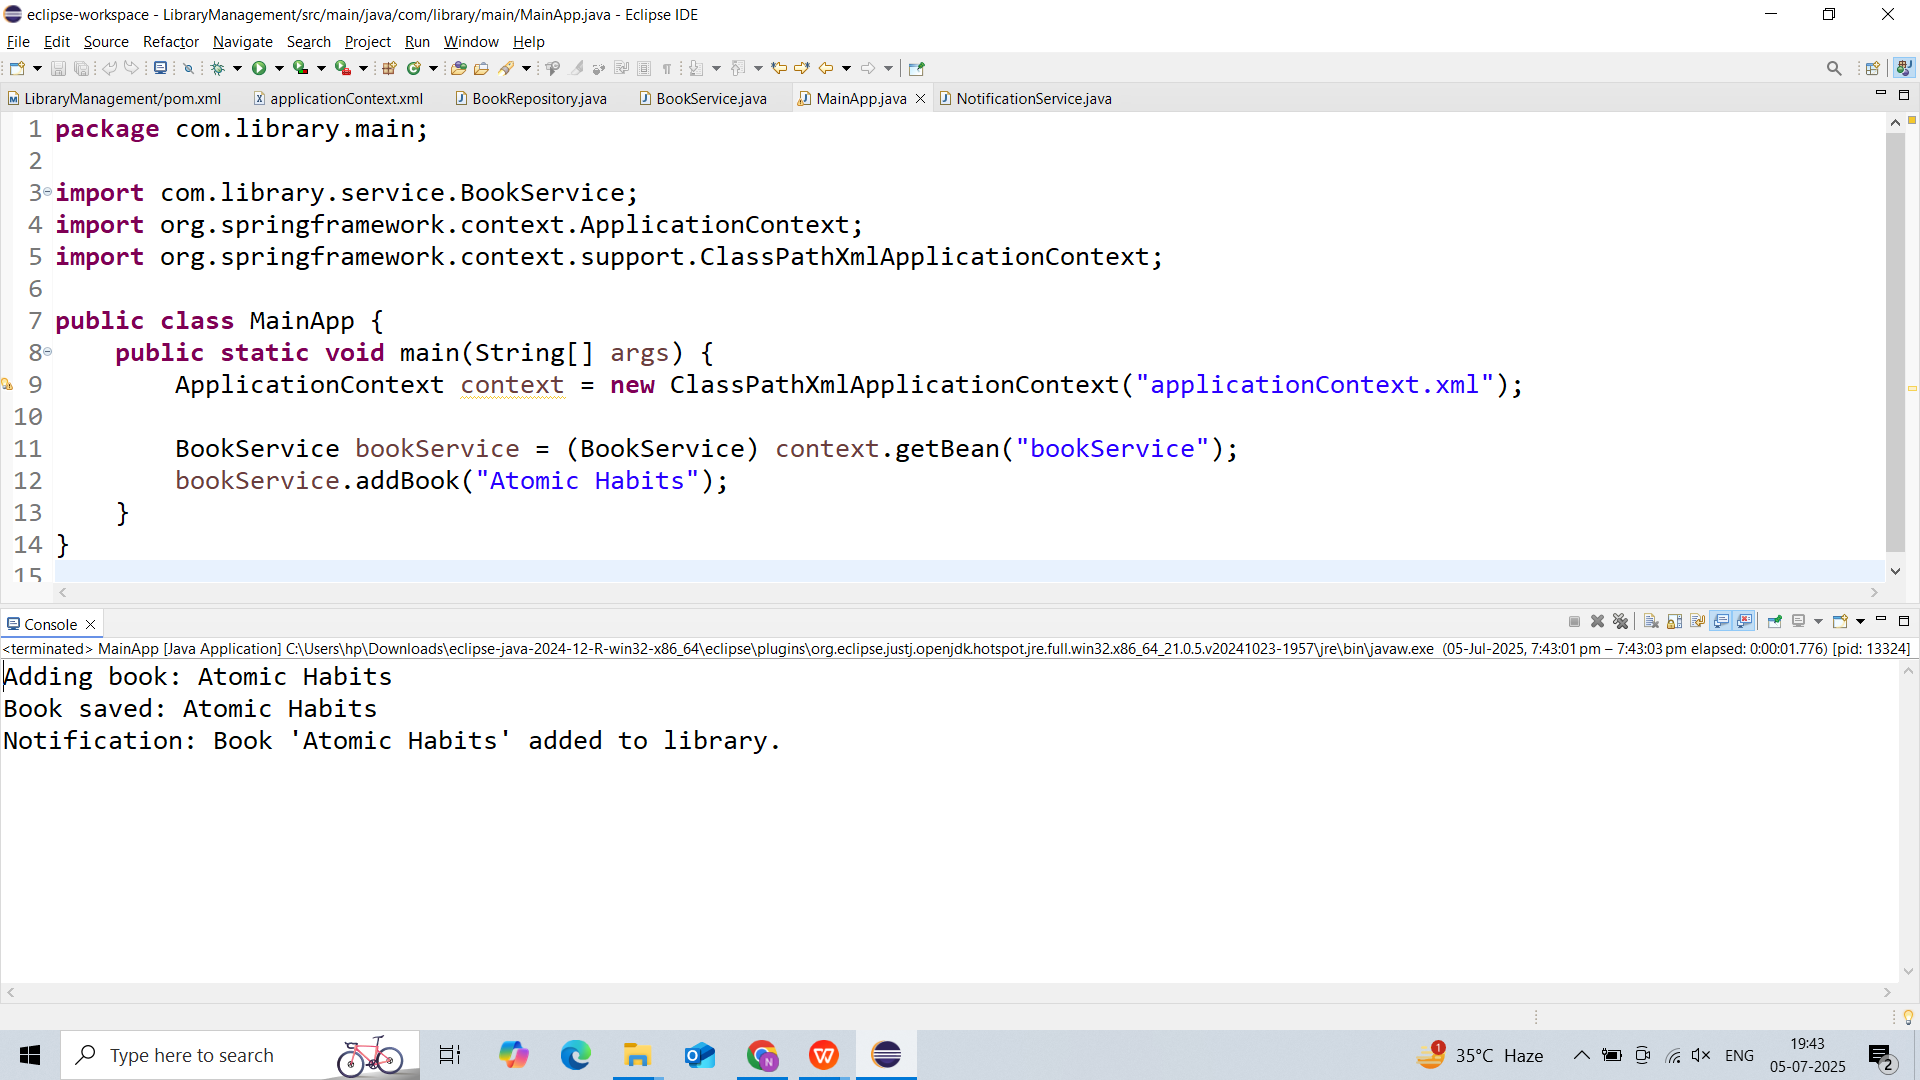 eclipse-workspace - LibraryManagement/src/main/java/com/library/main/MainApp.java - Eclipse IDE
File Edit Source Refactor Navigate Search Project Run Window Help
LibraryManagement/pom.xml applicationContext.xml BookRepository.java BookService.java MainApp.java NotificationService.java
1 package com.library.main;
2
3 import com.library.service.BookService;
4 import org.springframework.context.ApplicationContext;
5 import org.springframework.context.support.ClassPathXmlApplicationContext;
6
7 public class MainApp {
8 public static void main(String[] args) {
9 ApplicationContext context = new ClassPathXmlApplicationContext("applicationContext.xml");
10
11 BookService bookService = (BookService) context.getBean("bookService");
12 bookService.addBook("Atomic Habits");
13 }
14 }
15
Console
<terminated> MainApp [Java Application] C:\Users\hp\Downloads\eclipse-java-2024-12-R-win32-x86_64\eclipse\plugins\org.eclipse.justj.openjdk.hotspot.jre.full.win32.x86_64_21.0.5.v20241023-1957\jre\bin\javaw.exe (05-Jul-2025, 7:43:01 pm – 7:43:03 pm elapsed: 0:00:01.776) [pid: 13324]
Adding book: Atomic Habits
Book saved: Atomic Habits
Notification: Book 'Atomic Habits' added to library.
Type here to search
1 35°C Haze ENG 19:43
05-07-2025 2